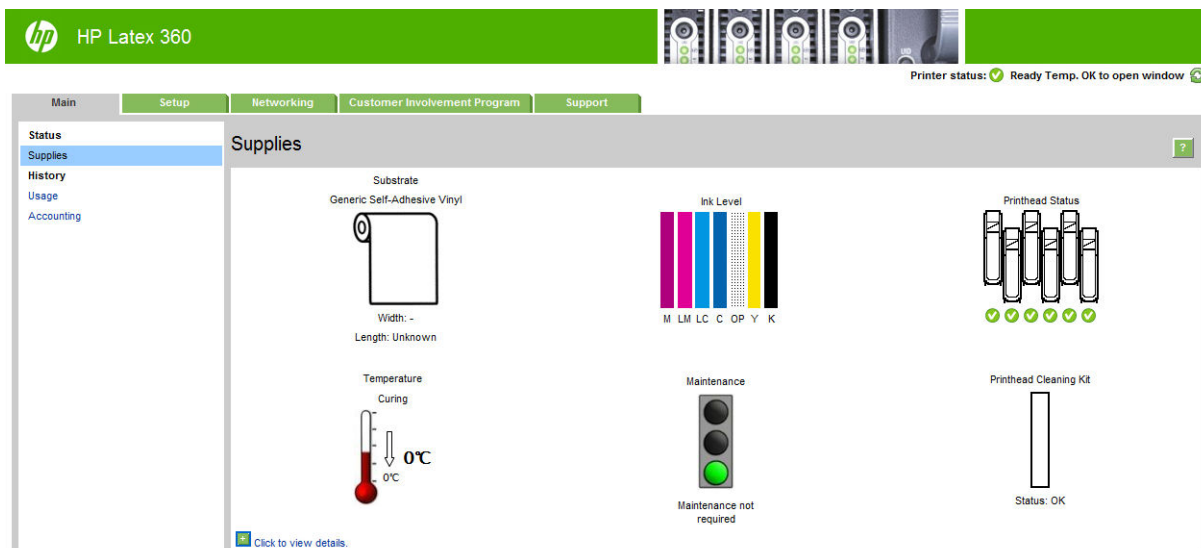 hp HP Latex 360
UID
Printer status: Ready Temp. OK to open window
Main Setup Networking Customer Involvement Program Support
Status
Supplies
History
Usage
Accounting
Supplies
?
Substrate
Generic Self-Adhesive Vinyl
Width: -
Length: Unknown
Ink Level
M LM LC C OP Y K
Printhead Status
Temperature
Curing
0°C
0°C
Maintenance
Maintenance not
required
Printhead Cleaning Kit
Status: OK
+ Click to view details.